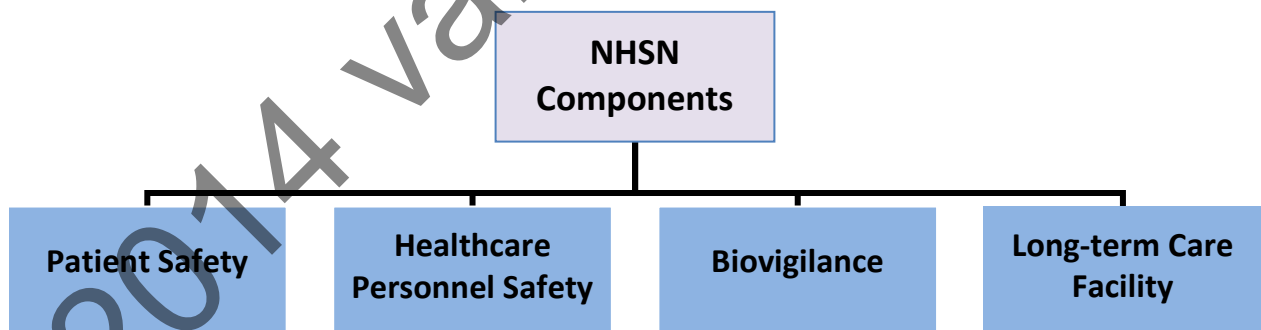 NHSN
Components
Patient Safety
Healthcare
Personnel Safety
Biovigilance
Long-term Care
Facility
2014